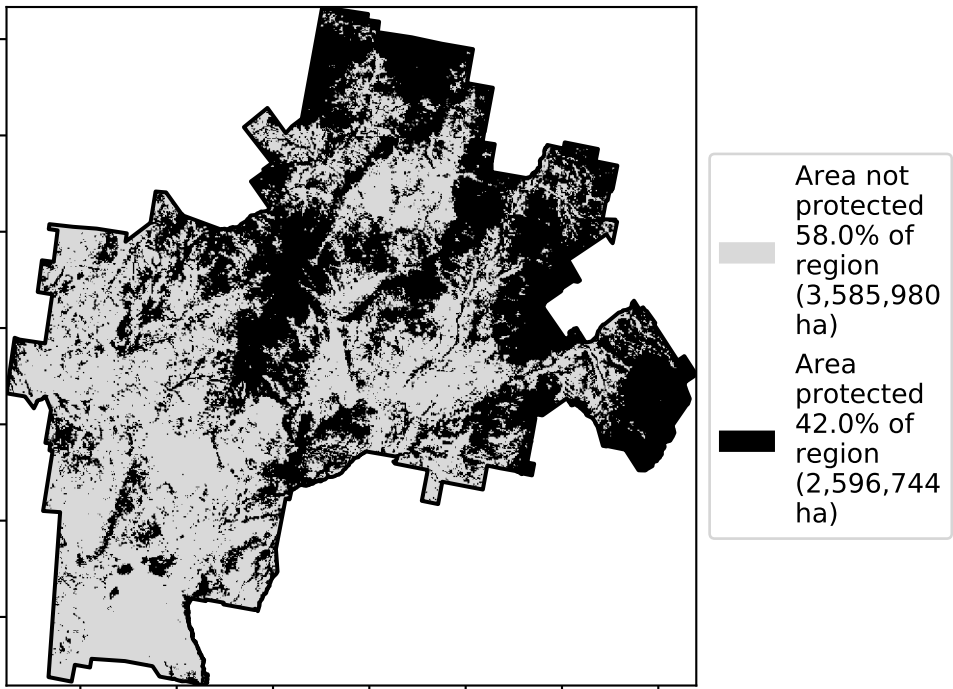 Area not
protected
58.0% of
region
(3,585,980
ha)
Area
protected
42.0% of
region
(2,596,744
ha)